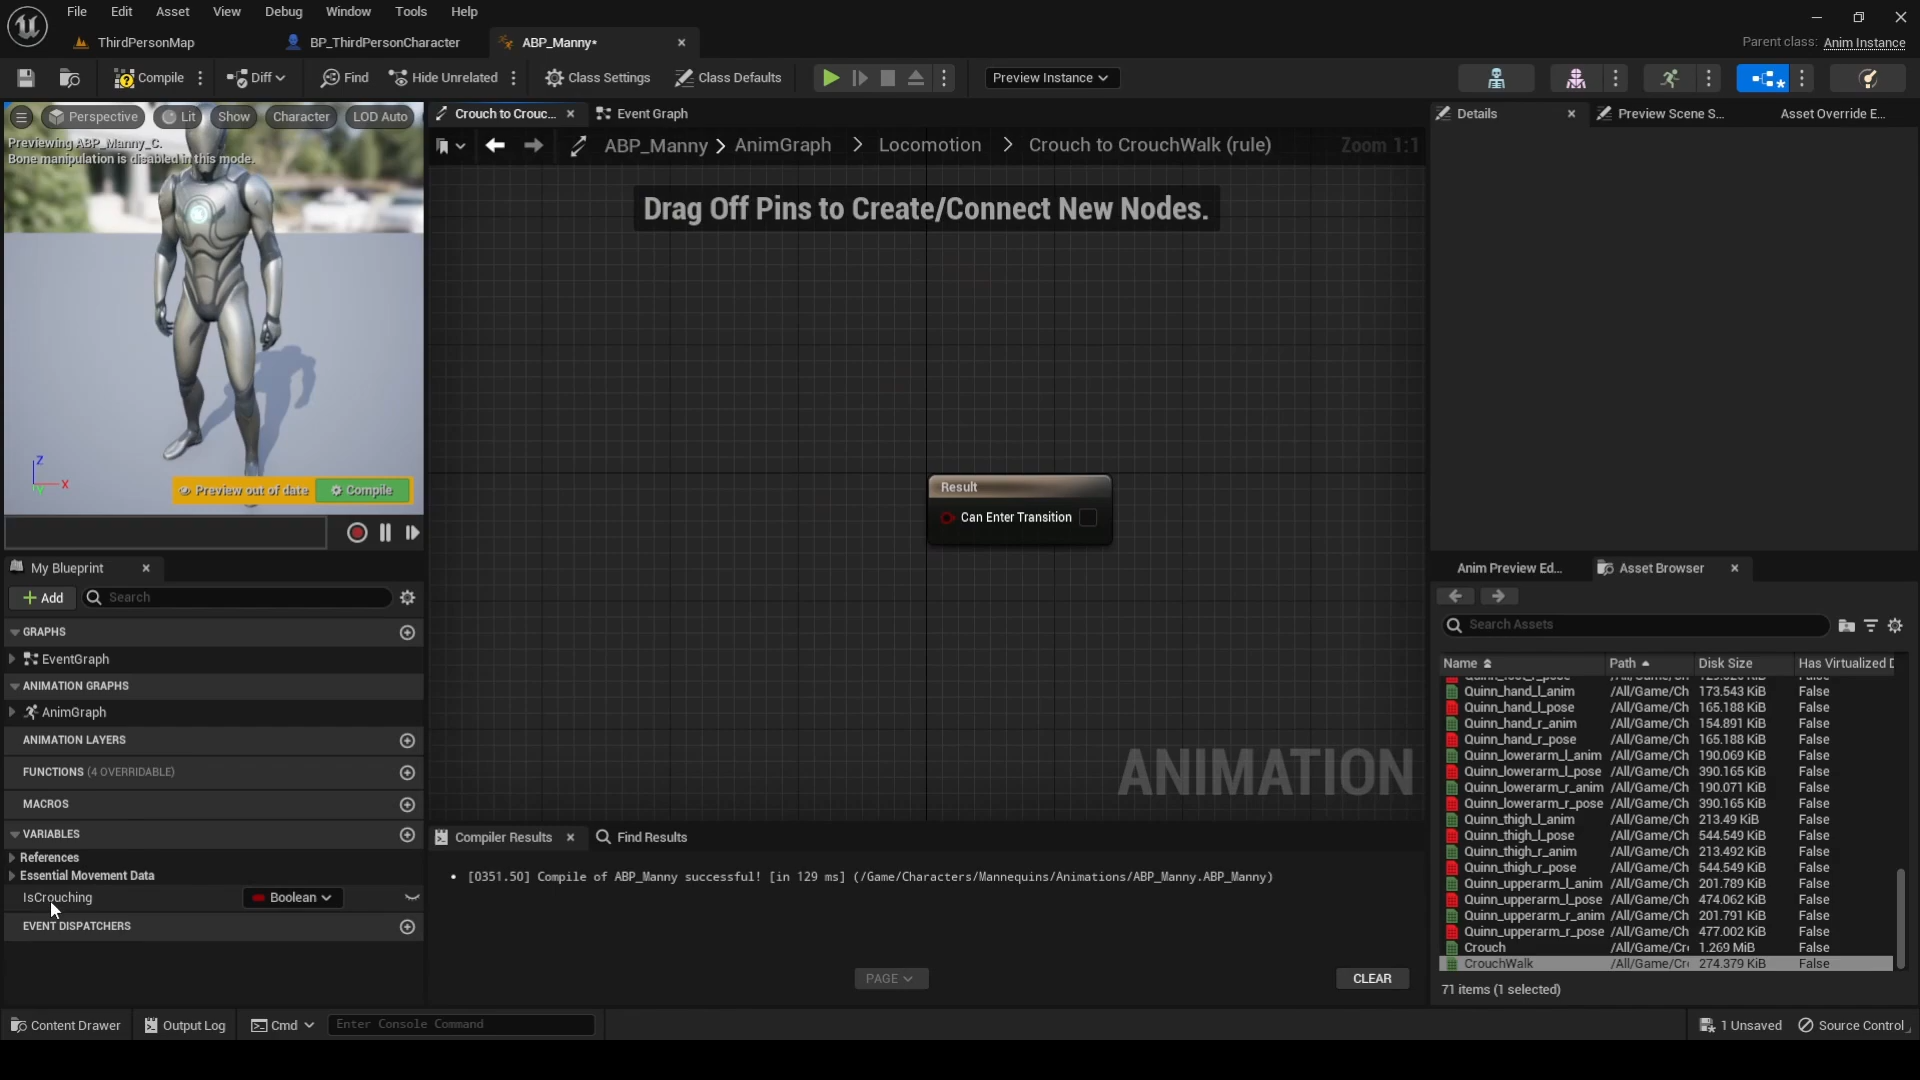 File Edit Asset View Debug Window Tools Help
ThirdPersonMap BP_ThirdPersonCharacter ABP_Manny*
Parent class: Anim Instance
Compile Diff Find Hide Unrelated Class Settings Class Defaults Preview Instance
Perspective Lit Show Character LOD Auto
Previewing ABP_Manny_C.
Bone manipulation is disabled in this mode.
Z
X
Preview out of date Compile
Crouch to Crouc... Event Graph
ABP_Manny > AnimGraph > Locomotion > Crouch to CrouchWalk (rule) Zoom 1:1
Drag Off Pins to Create/Connect New Nodes.
Result
Can Enter Transition
ANIMATION
Details Preview Scene S... Asset Override E...
My Blueprint
Add Search
GRAPHS
EventGraph
ANIMATION GRAPHS
AnimGraph
ANIMATION LAYERS
FUNCTIONS (4 OVERRIDABLE)
MACROS
VARIABLES
References
Essential Movement Data
IsCrouching Boolean
EVENT DISPATCHERS
Compiler Results Find Results
• [0351.50] Compile of ABP_Manny successful! [in 129 ms] (/Game/Characters/Mannequins/Animations/ABP_Manny.ABP_Manny)
PAGE CLEAR
Anim Preview Ed... Asset Browser
Search Assets
Name Path Disk Size Has Virtualized D
Quinn_hand_l_anim /All/Game/Ch 173.543 KiB False
Quinn_hand_l_pose /All/Game/Ch 165.188 KiB False
Quinn_hand_r_anim /All/Game/Ch 154.891 KiB False
Quinn_hand_r_pose /All/Game/Ch 165.188 KiB False
Quinn_lowerarm_l_anim /All/Game/Ch 190.069 KiB False
Quinn_lowerarm_l_pose /All/Game/Ch 390.165 KiB False
Quinn_lowerarm_r_anim /All/Game/Ch 190.071 KiB False
Quinn_lowerarm_r_pose /All/Game/Ch 390.165 KiB False
Quinn_thigh_l_anim /All/Game/Ch 213.49 KiB False
Quinn_thigh_l_pose /All/Game/Ch 544.549 KiB False
Quinn_thigh_r_anim /All/Game/Ch 213.492 KiB False
Quinn_thigh_r_pose /All/Game/Ch 544.549 KiB False
Quinn_upperarm_l_anim /All/Game/Ch 201.789 KiB False
Quinn_upperarm_l_pose /All/Game/Ch 474.062 KiB False
Quinn_upperarm_r_anim /All/Game/Ch 201.791 KiB False
Quinn_upperarm_r_pose /All/Game/Ch 477.002 KiB False
Crouch /All/Game/Cr 1.269 MiB False
CrouchWalk /All/Game/Cr 274.379 KiB False
71 items (1 selected)
Content Drawer Output Log Cmd Enter Console Command 1 Unsaved Source Control